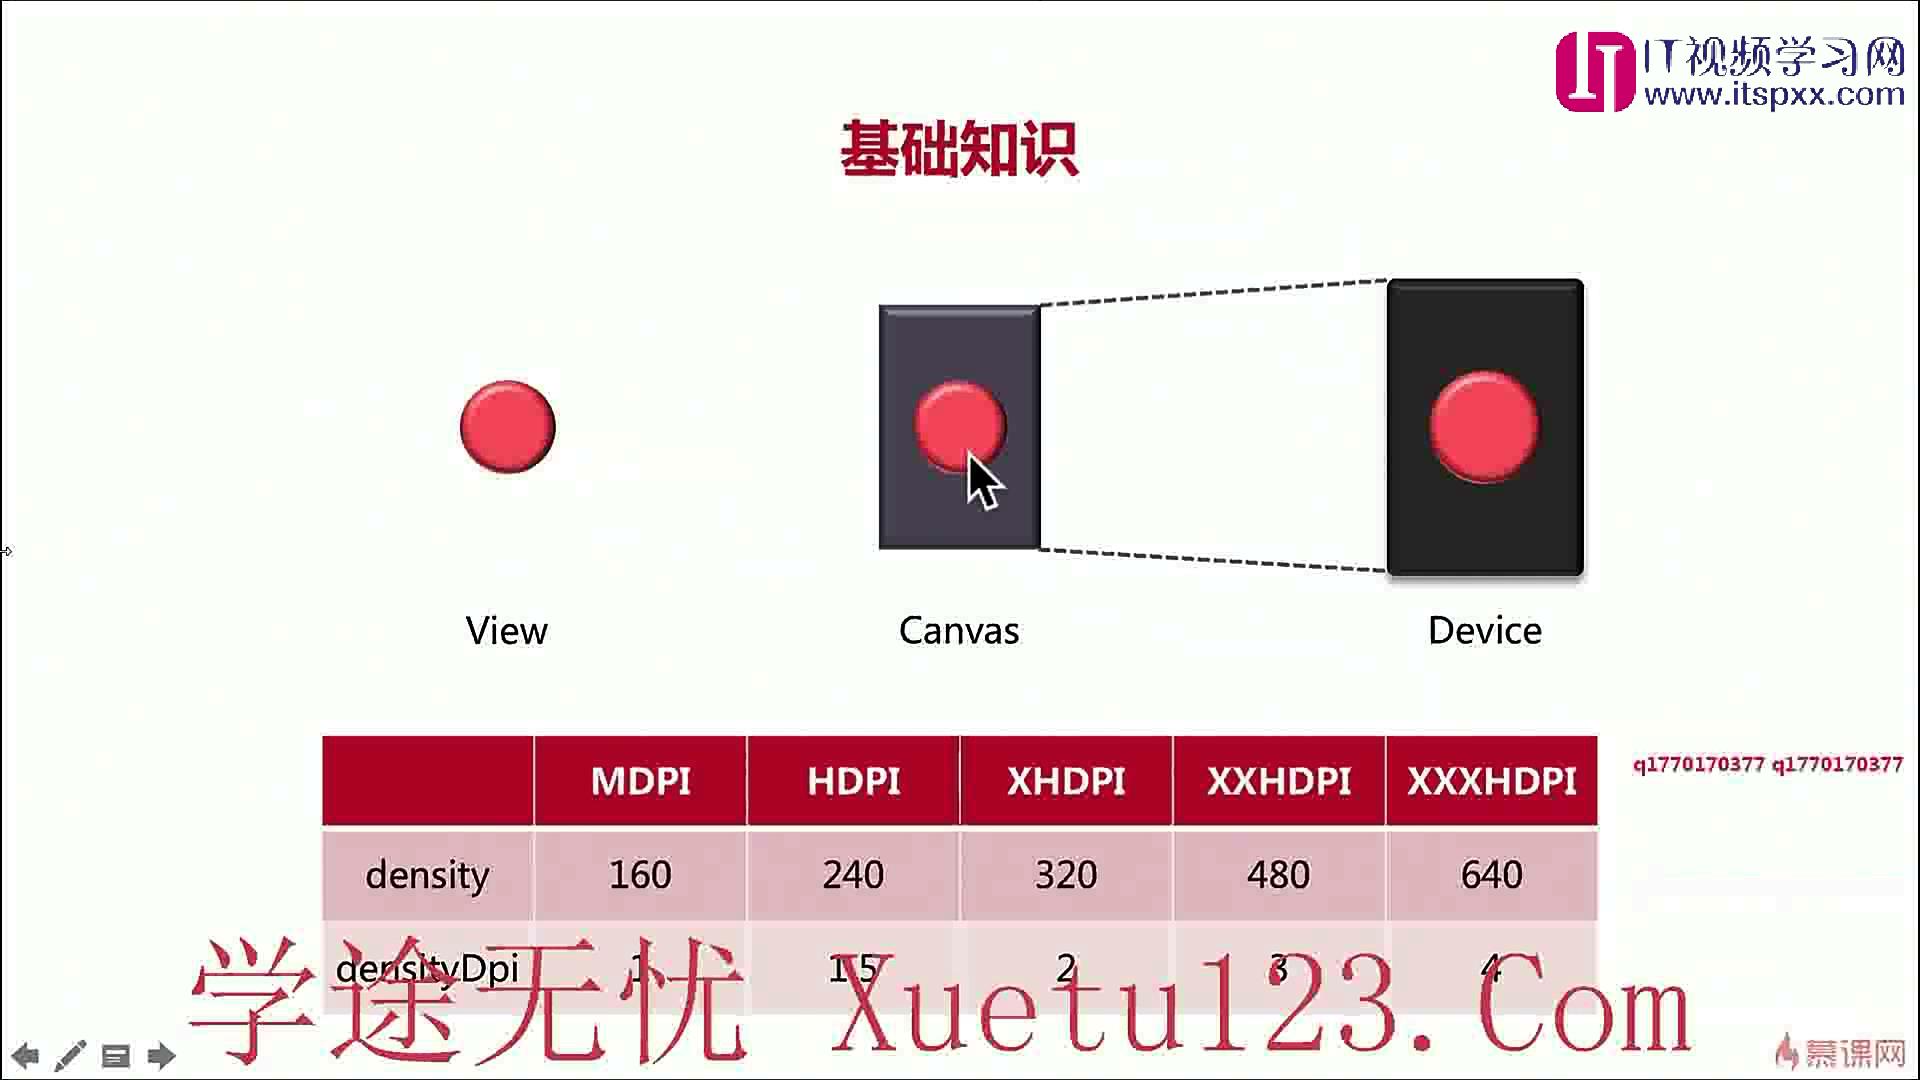 IT视频学习网
www.itspxx.com
基础知识
View Canvas Device
MDPI HDPI XHDPI XXHDPI XXXHDPI
q1770170377 q1770170377
density 160 240 320 480 640
densityDpi 1 1.5 2 3 4
学途无忧 Xuetu123.Com
慕课网